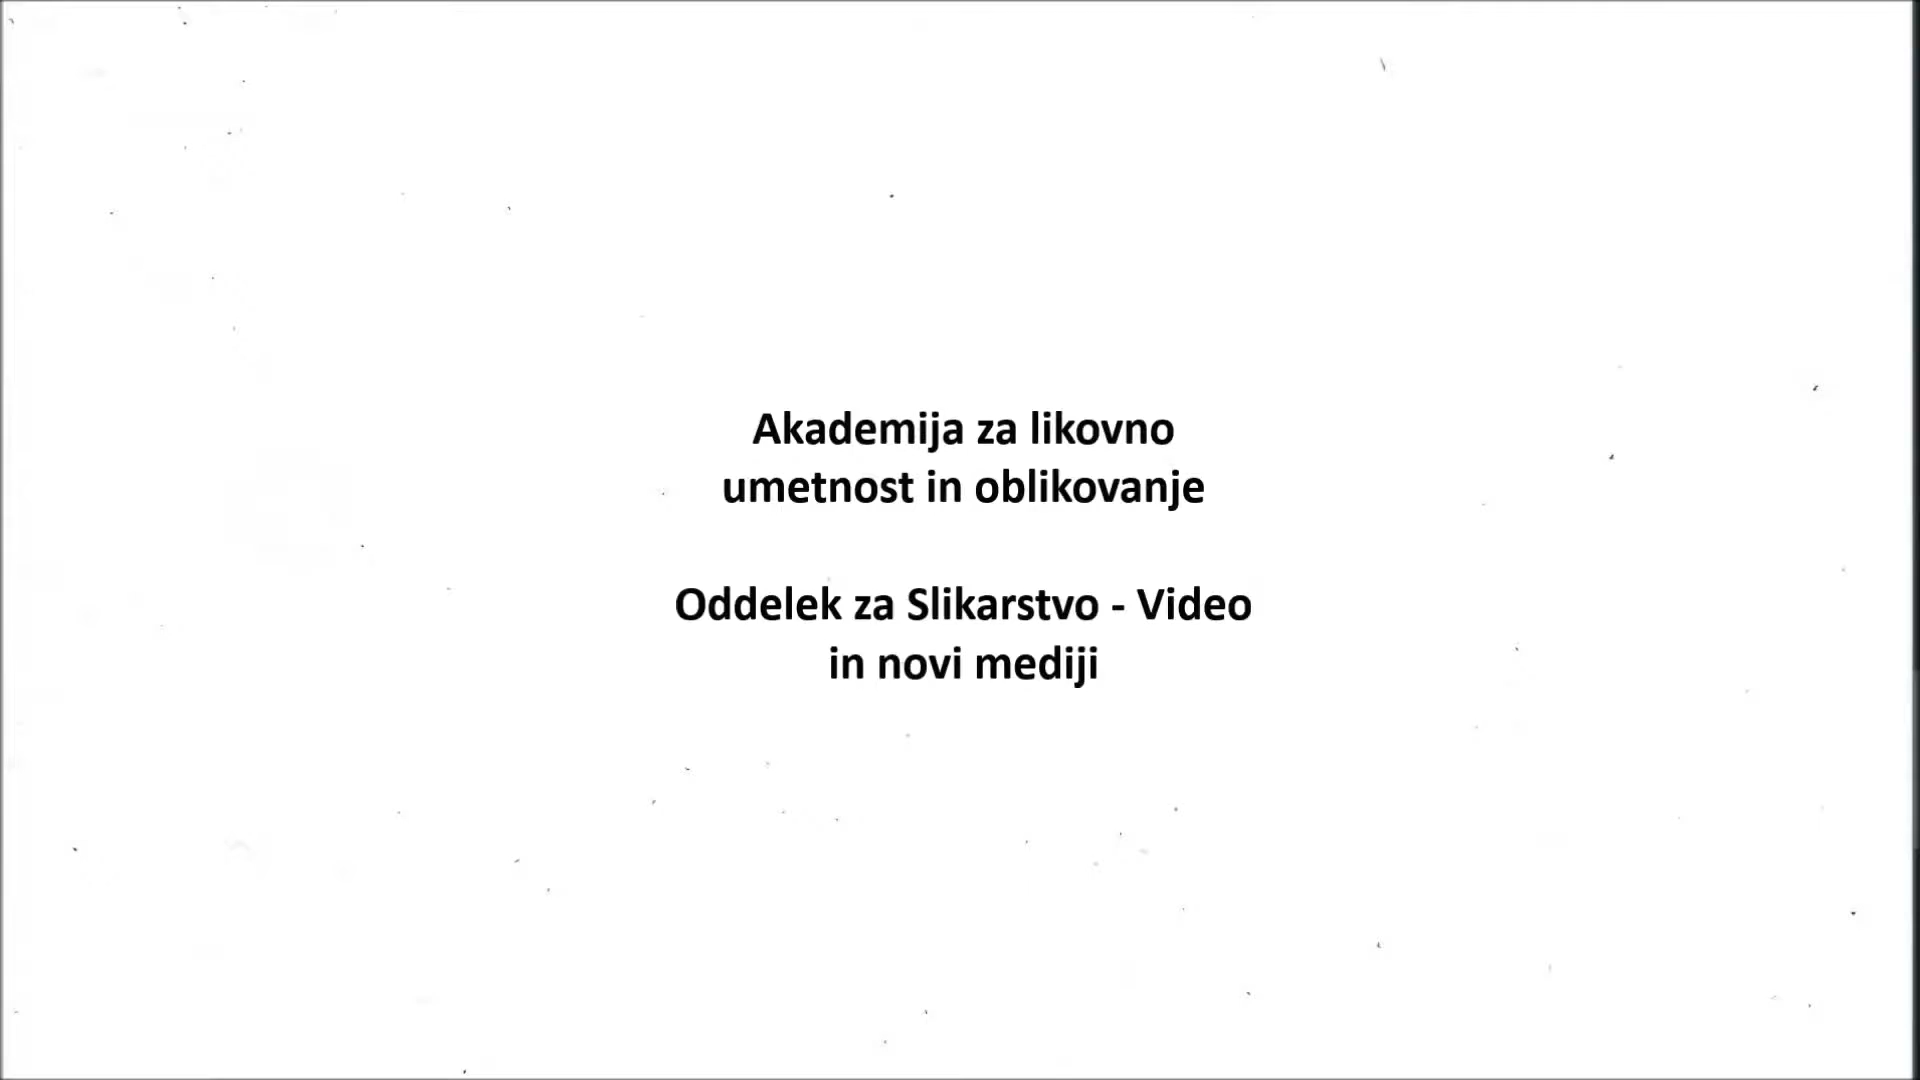 Akademija za likovno
umetnost in oblikovanje
Oddelek za Slikarstvo - Video
in novi mediji